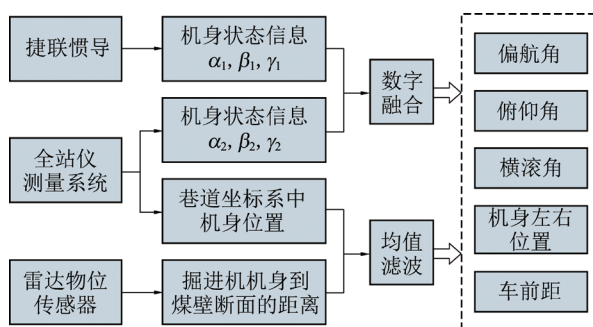 捷联惯导
机身状态信息
α₁, β₁, γ₁
全站仪
测量系统
机身状态信息
α₂, β₂, γ₂
巷道坐标系中
机身位置
雷达物位
传感器
掘进机机身到
煤壁断面的距离
数字
融合
均值
滤波
偏航角
俯仰角
横滚角
机身左右
位置
车前距